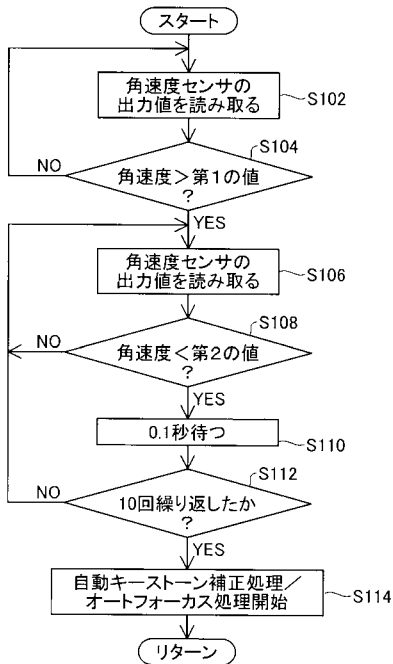 スタート
角速度センサの
出力値を読み取る
S102
S104
NO
角速度＞第1の値
?
YES
角速度センサの
出力値を読み取る
S106
S108
NO
角速度＜第2の値
?
YES
0.1秒待つ
S110
S112
NO
10回繰り返したか
?
YES
自動キーストーン補正処理／
オートフォーカス処理開始
S114
リターン